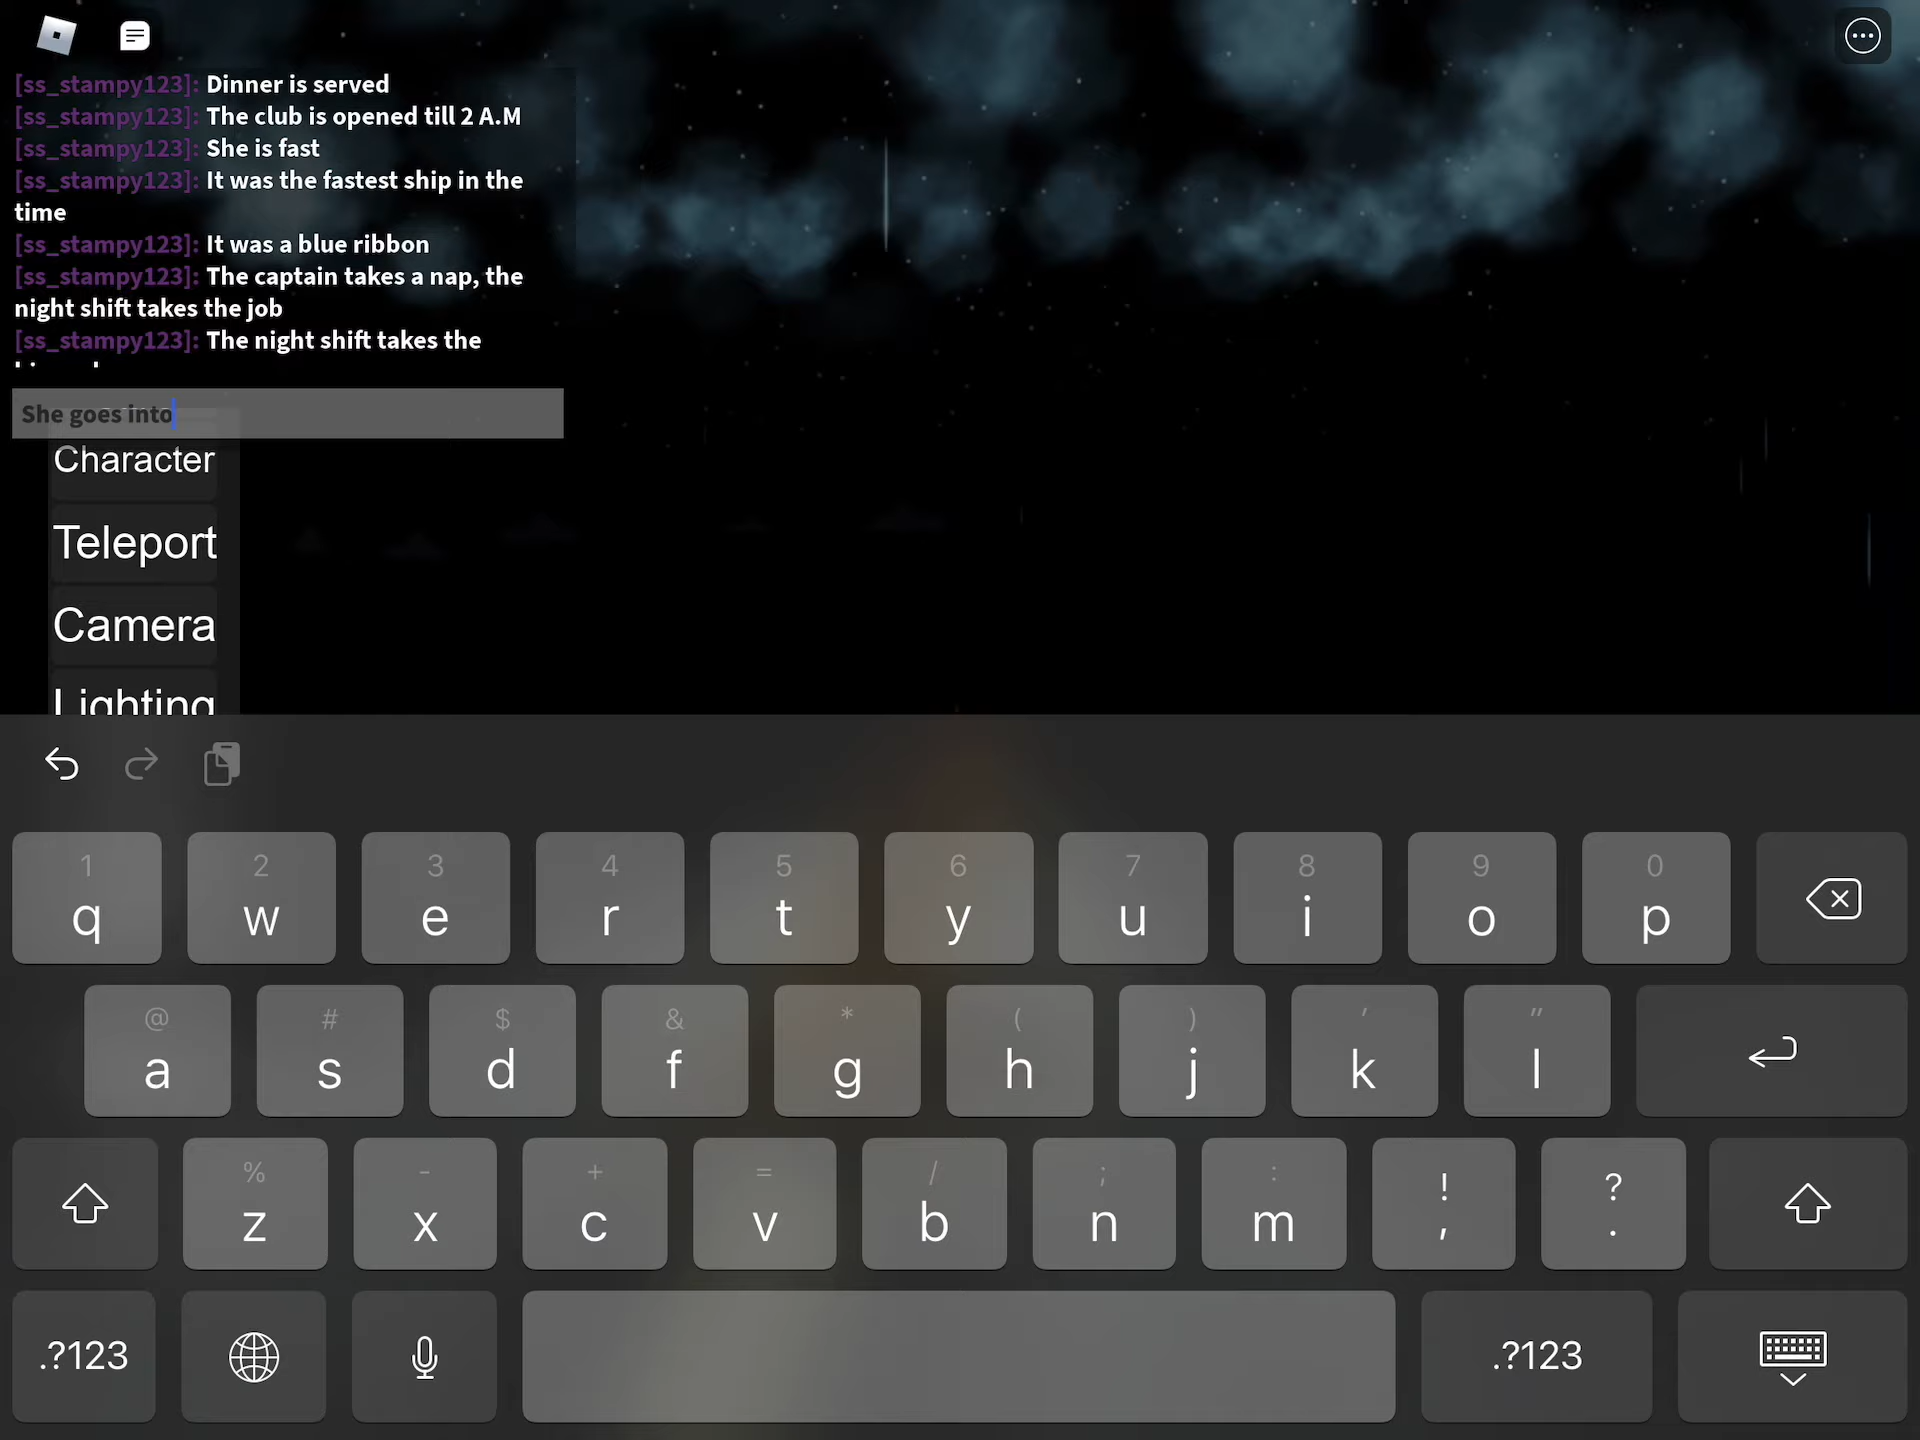 [ss_stampy123]: Dinner is served
[ss_stampy123]: The club is opened till 2 A.M
[ss_stampy123]: She is fast
[ss_stampy123]: It was the fastest ship in the
time
[ss_stampy123]: It was a blue ribbon
[ss_stampy123]: The captain takes a nap, the
night shift takes the job
[ss_stampy123]: The night shift takes the
She goes into
Character
Teleport
Camera
Lighting
1 2 3 4 5 6 7 8 9 0
q w e r t y u i o p
@ # $ & * ( ) ' "
a s d f g h j k l
% - + = / ; : ! ?
z x c v b n m , .
.?123 .?123